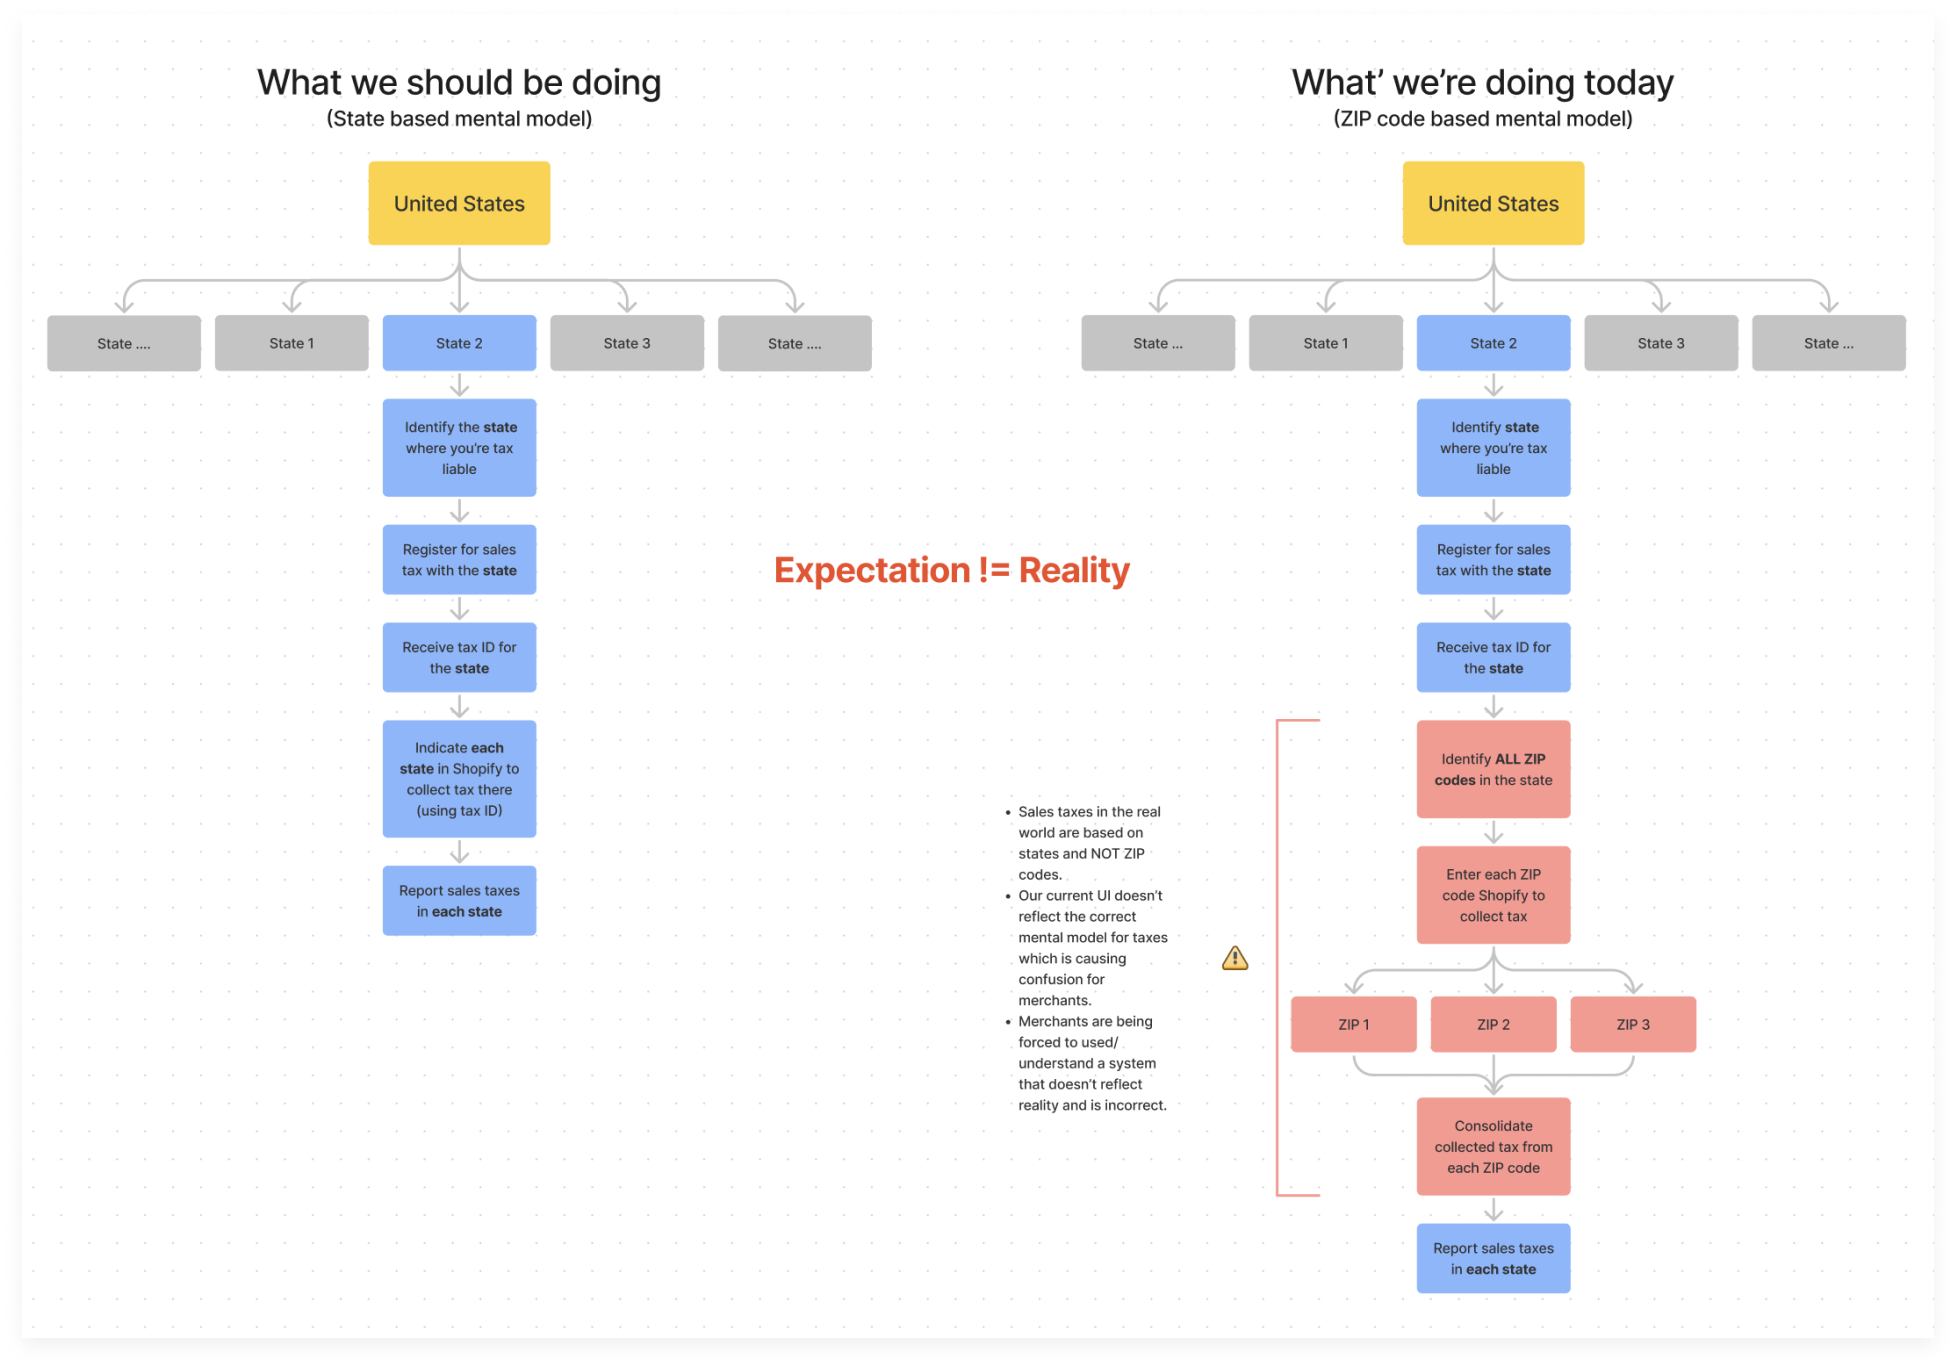 What we should be doing
(State based mental model)
United States
State ....
State 1
State 2
State 3
State ....
Identify the state
where you're tax
liable
Register for sales
tax with the state
Receive tax ID for
the state
Indicate each
state in Shopify to
collect tax there
(using tax ID)
Report sales taxes
in each state
Expectation != Reality
What' we're doing today
(ZIP code based mental model)
United States
State ...
State 1
State 2
State 3
State ...
Identify state
where you're tax
liable
Register for sales
tax with the state
Receive tax ID for
the state
Identify ALL ZIP
codes in the state
Enter each ZIP
code Shopify to
collect tax
ZIP 1
ZIP 2
ZIP 3
Consolidate
collected tax from
each ZIP code
Report sales taxes
in each state
• Sales taxes in the real
world are based on
states and NOT ZIP
codes.
• Our current UI doesn't
reflect the correct
mental model for taxes
which is causing
confusion for
merchants.
• Merchants are being
forced to used/
understand a system
that doesn't reflect
reality and is incorrect.